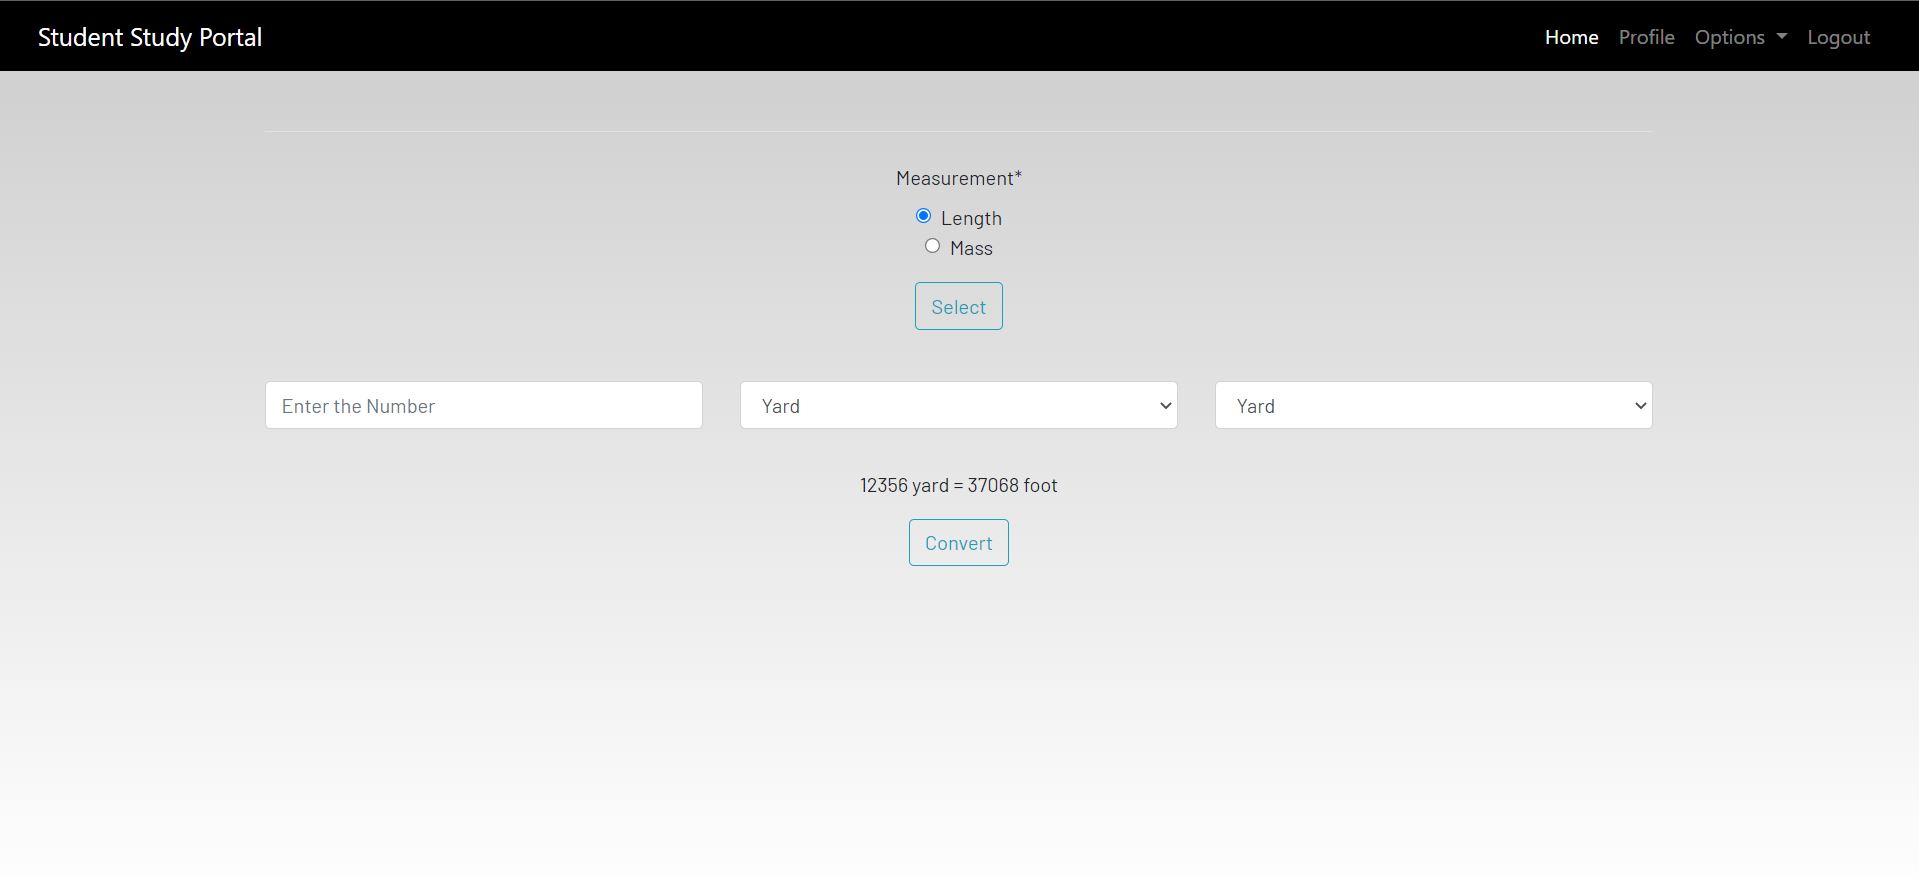 Student Study Portal Home Profile Options Logout
Measurement*
Length
Mass
Select
Enter the Number Yard Yard
12356 yard = 37068 foot
Convert